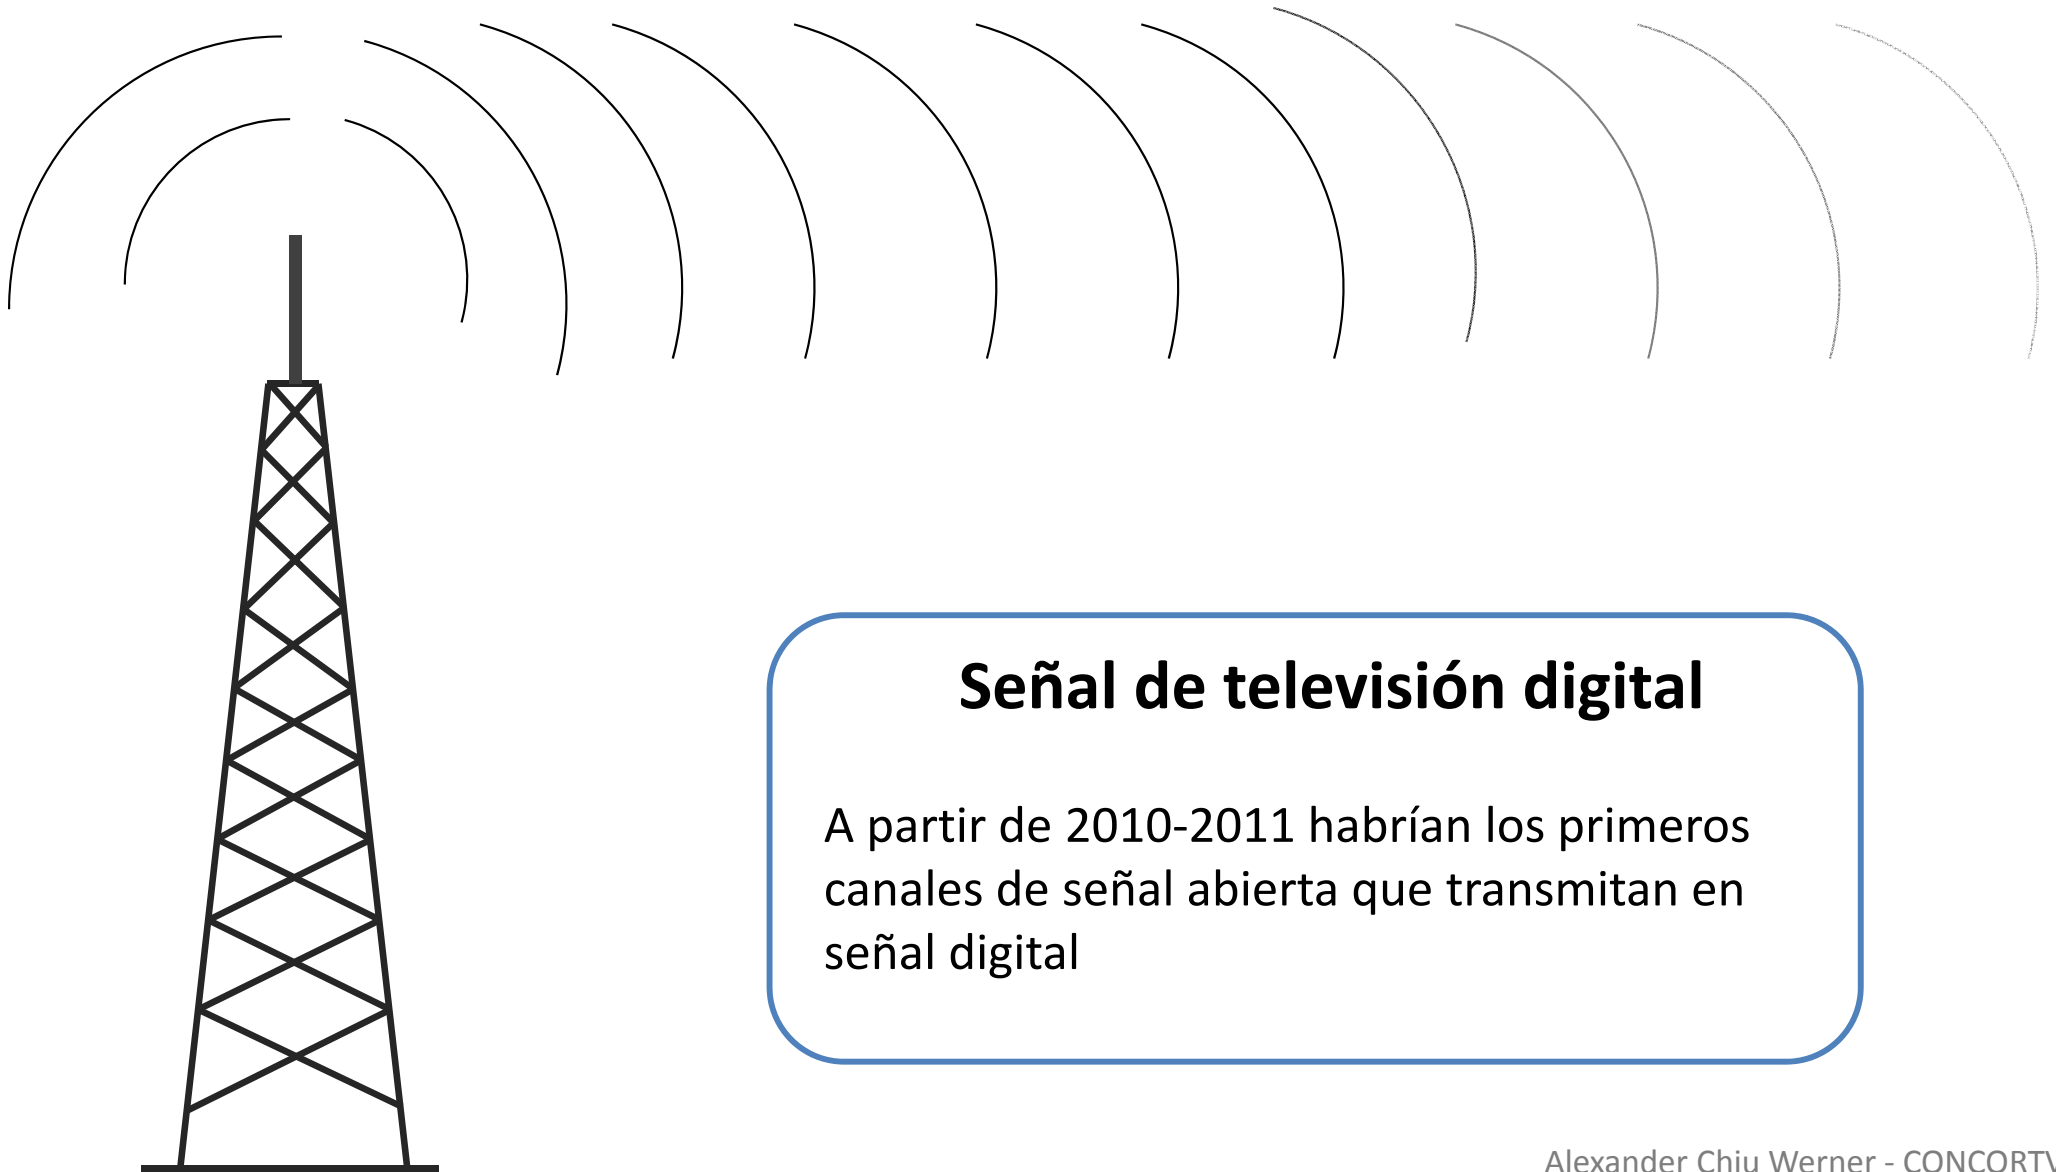 Señal de televisión digital
A partir de 2010-2011 habrían los primeros
canales de señal abierta que transmitan en
señal digital
Alexander Chiu Werner - CONCORTV